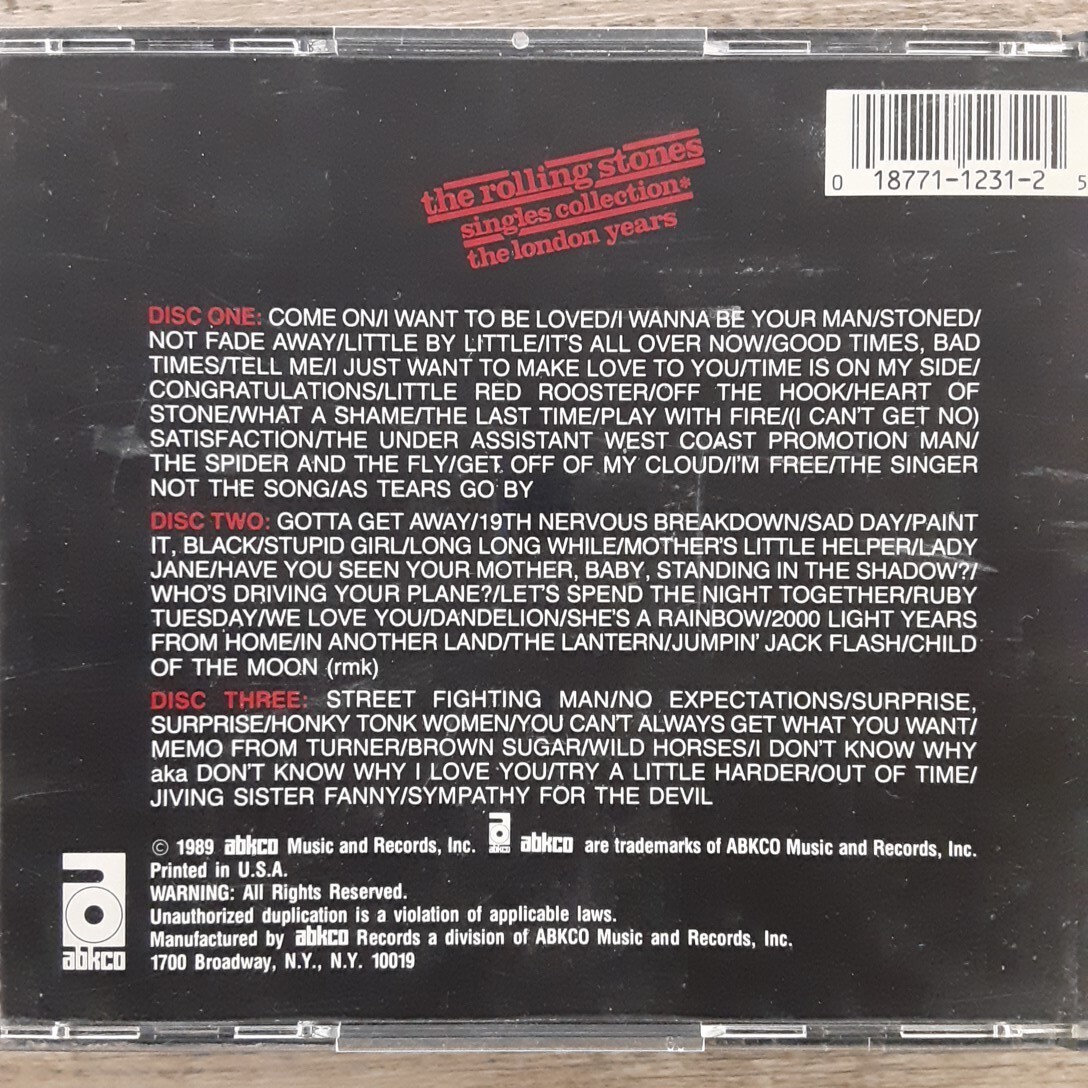 0 18771-1231-2 5
the rolling stones
singles collection*
the london years
DISC ONE: COME ON/I WANT TO BE LOVED/I WANNA BE YOUR MAN/STONED/
NOT FADE AWAY/LITTLE BY LITTLE/IT'S ALL OVER NOW/GOOD TIMES, BAD
TIMES/TELL ME/I JUST WANT TO MAKE LOVE TO YOU/TIME IS ON MY SIDE/
CONGRATULATIONS/LITTLE RED ROOSTER/OFF THE HOOK/HEART OF
STONE/WHAT A SHAME/THE LAST TIME/PLAY WITH FIRE/(I CAN'T GET NO)
SATISFACTION/THE UNDER ASSISTANT WEST COAST PROMOTION MAN/
THE SPIDER AND THE FLY/GET OFF OF MY CLOUD/I'M FREE/THE SINGER
NOT THE SONG/AS TEARS GO BY
DISC TWO: GOTTA GET AWAY/19TH NERVOUS BREAKDOWN/SAD DAY/PAINT
IT, BLACK/STUPID GIRL/LONG LONG WHILE/MOTHER'S LITTLE HELPER/LADY
JANE/HAVE YOU SEEN YOUR MOTHER, BABY, STANDING IN THE SHADOW?/
WHO'S DRIVING YOUR PLANE?/LET'S SPEND THE NIGHT TOGETHER/RUBY
TUESDAY/WE LOVE YOU/DANDELION/SHE'S A RAINBOW/2000 LIGHT YEARS
FROM HOME/IN ANOTHER LAND/THE LANTERN/JUMPIN' JACK FLASH/CHILD
OF THE MOON (rmk)
DISC THREE: STREET FIGHTING MAN/NO EXPECTATIONS/SURPRISE,
SURPRISE/HONKY TONK WOMEN/YOU CAN'T ALWAYS GET WHAT YOU WANT/
MEMO FROM TURNER/BROWN SUGAR/WILD HORSES/I DON'T KNOW WHY
aka DON'T KNOW WHY I LOVE YOU/TRY A LITTLE HARDER/OUT OF TIME/
JIVING SISTER FANNY/SYMPATHY FOR THE DEVIL
© 1989 abkco Music and Records, Inc. abkco abkco are trademarks of ABKCO Music and Records, Inc.
Printed in U.S.A.
WARNING: All Rights Reserved.
Unauthorized duplication is a violation of applicable laws.
Manufactured by abkco Records a division of ABKCO Music and Records, Inc.
1700 Broadway, N.Y., N.Y. 10019
abkco